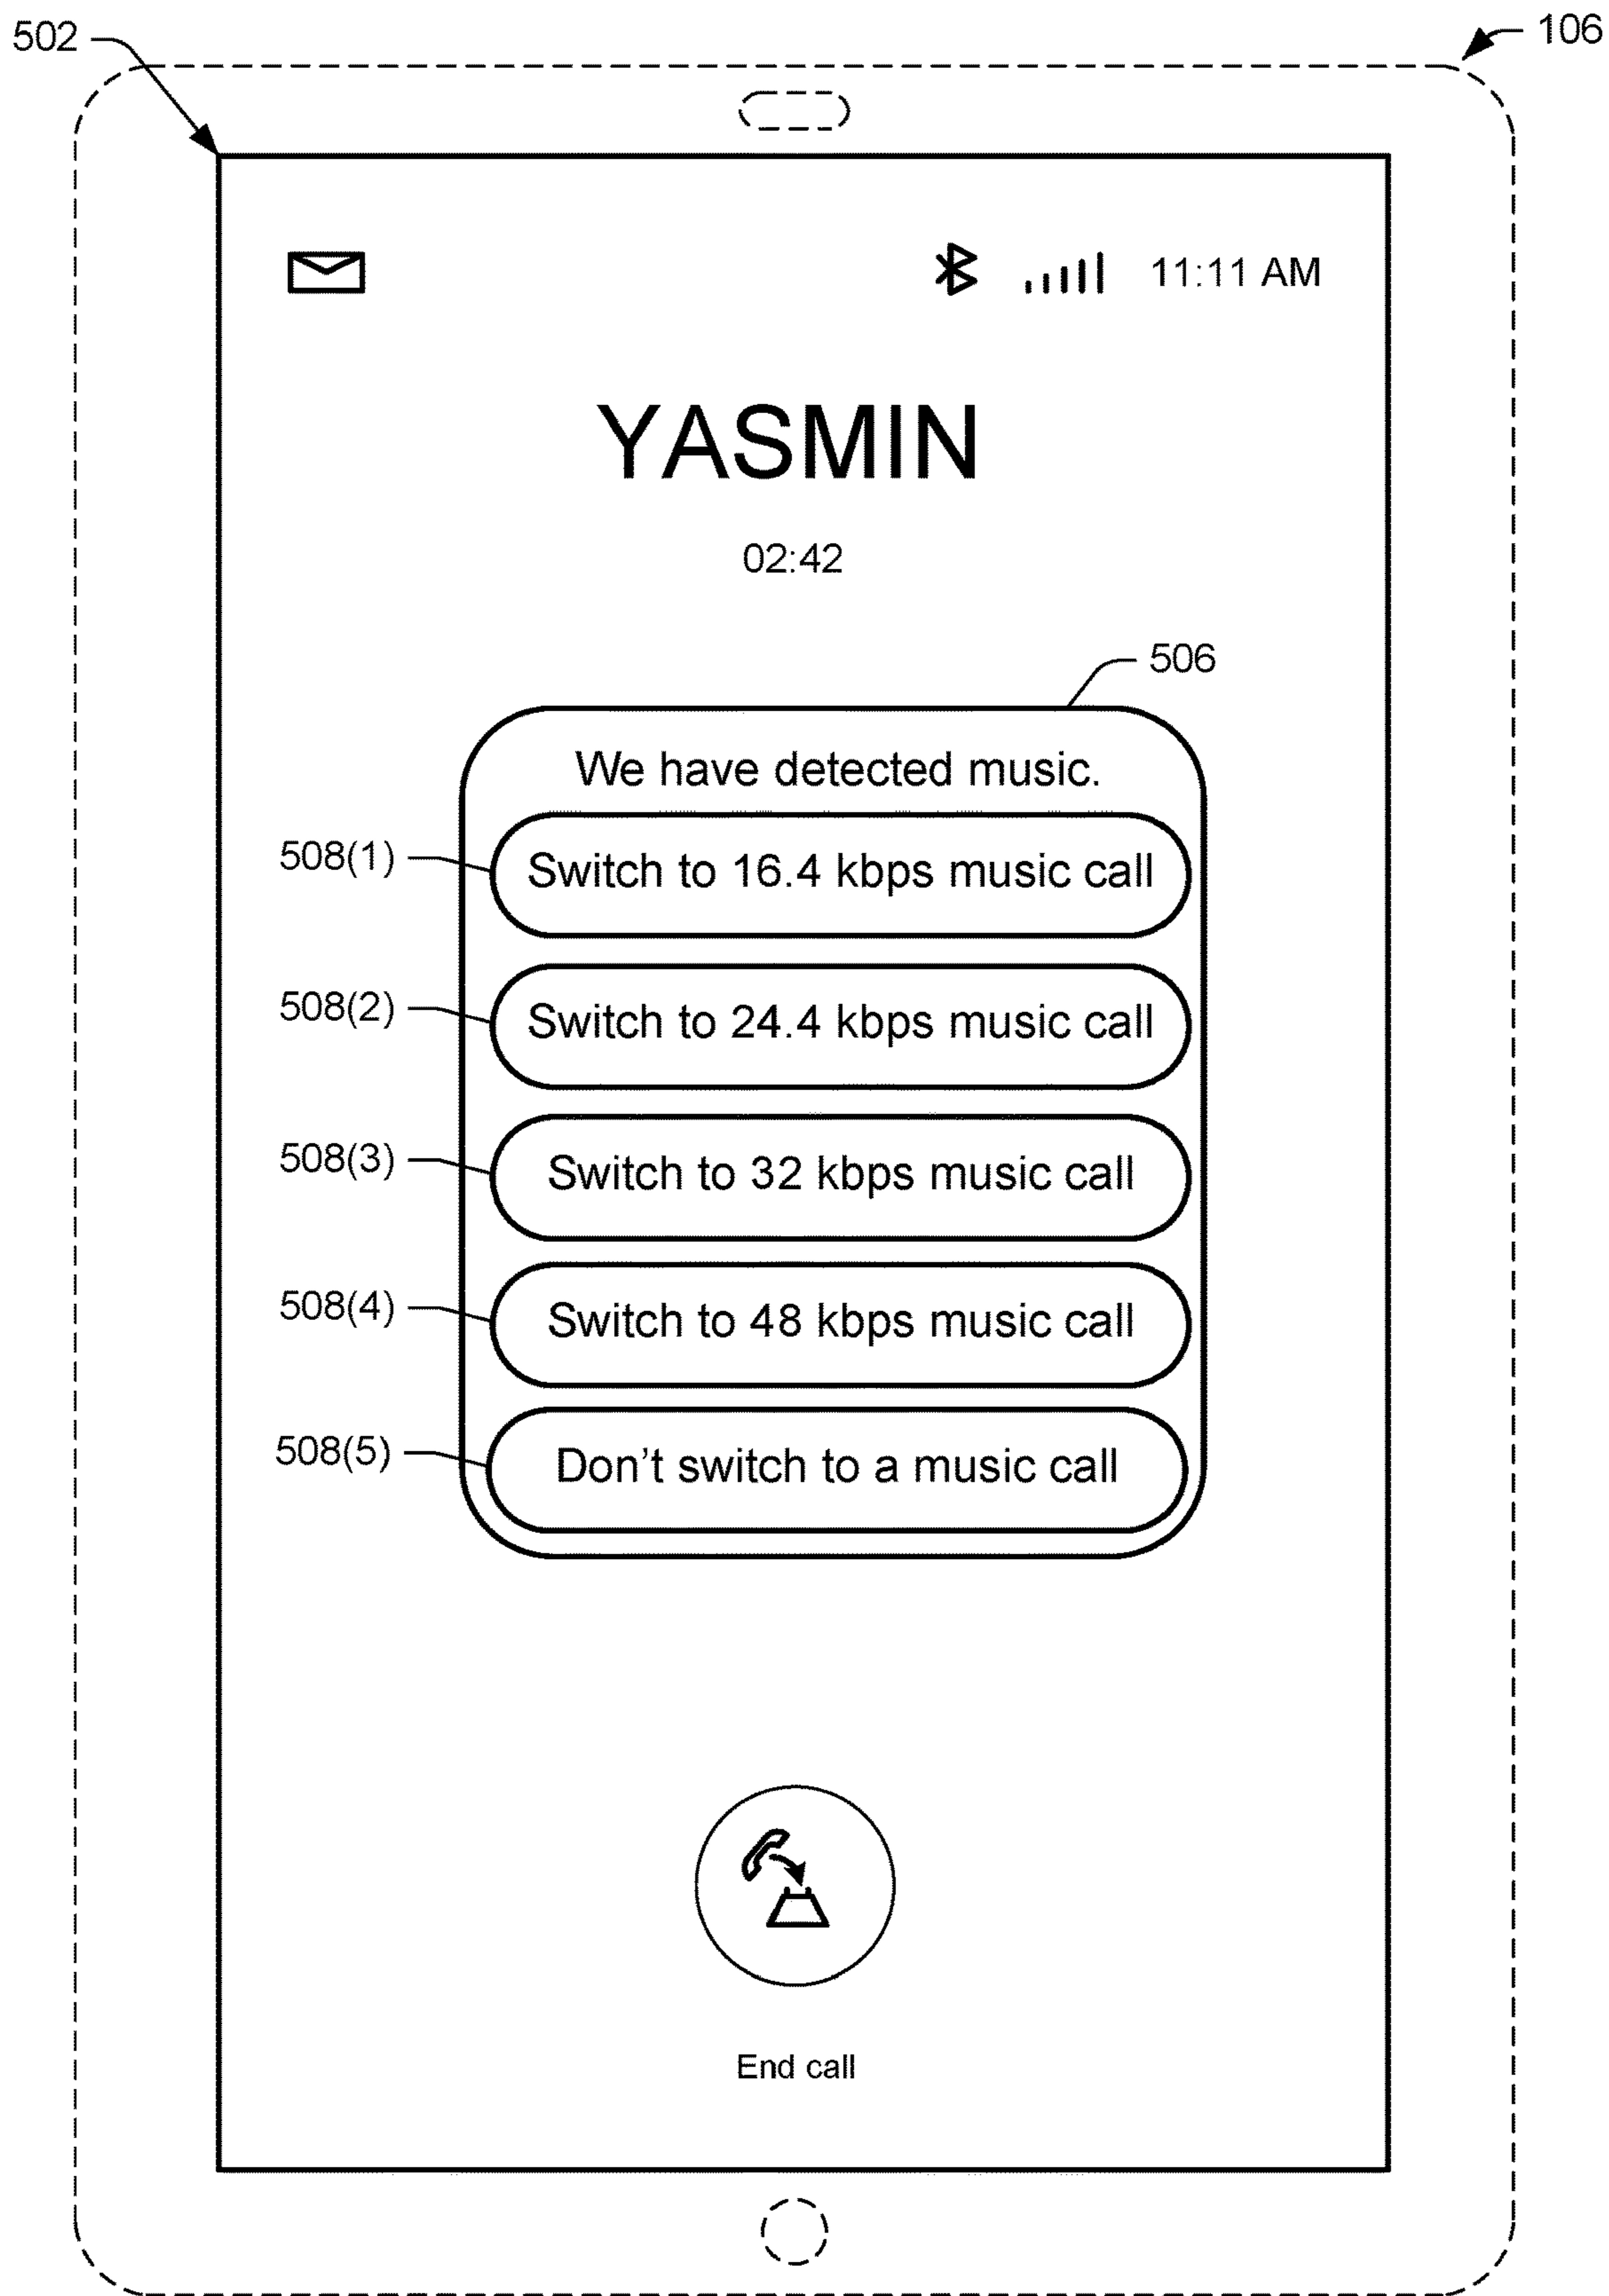 502
106
11:11 AM
YASMIN
02:42
506
We have detected music.
508(1) Switch to 16.4 kbps music call
508(2) Switch to 24.4 kbps music call
508(3) Switch to 32 kbps music call
508(4) Switch to 48 kbps music call
508(5) Don't switch to a music call
End call